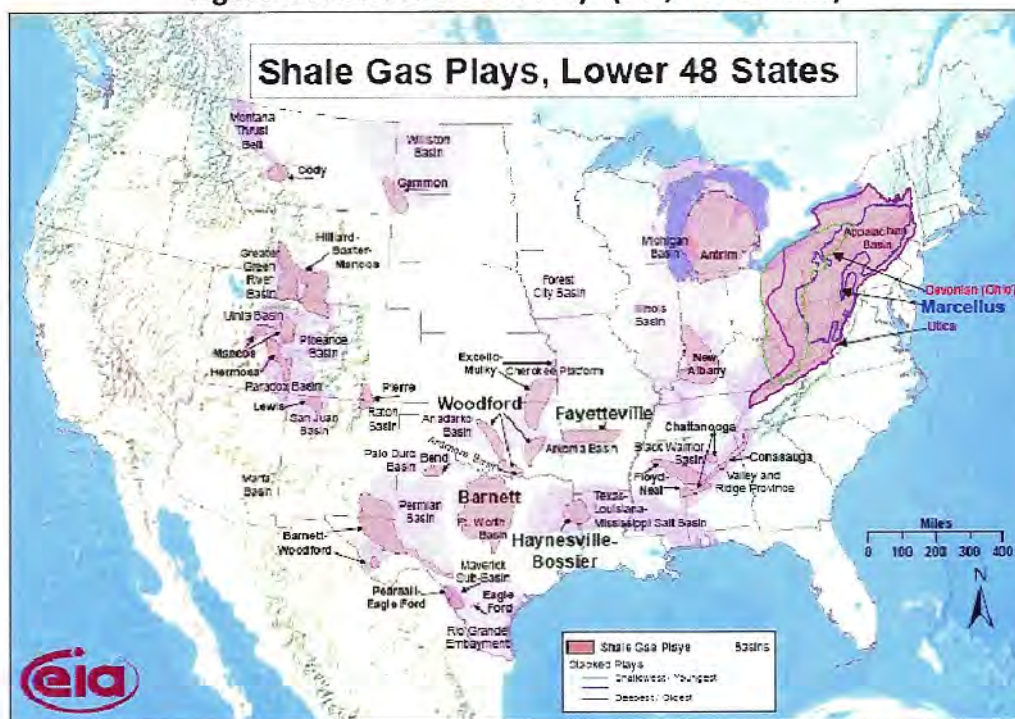 Shale Gas Plays, Lower 48 States
Montana
Thrust
Belt
Cody
Williston
Basin
Gammon
Hilliard-
Baxter-
Mancos
Greater
Green
River
Basin
Uinta Basin
Mancos
Piceance
Basin
Hermosa
Paradox Basin
Lewis
San Juan
Basin
Pierre
Raton
Basin
Michigan
Basin
Antrim
Appalachian
Basin
Devonian (Ohio)
Marcellus
Utica
Forest
City Basin
Illinois
Basin
New
Albany
Excello-
Mulky
Cherokee Platform
Woodford
Anadarko
Basin
Ardmore Basin
Fayetteville
Arkoma Basin
Chattanooga
Black Warrior
Basin
Conasauga
Floyd-
Neal
Valley and
Ridge Province
Palo Duro
Basin
Bend
Marfa
Basin
Permian
Basin
Barnett
Ft. Worth
Basin
Barnett-
Woodford
Texas-
Louisiana-
Mississippi Salt Basin
Haynesville-
Bossier
Maverick
Sub-Basin
Pearsall-
Eagle Ford
Eagle
Ford
Rio Grande
Embayment
Miles
0 100 200 300 400
N
Shale Gas Plays
Basins
Stacked Plays
Shallowest / Youngest
Deepest / Oldest
eia